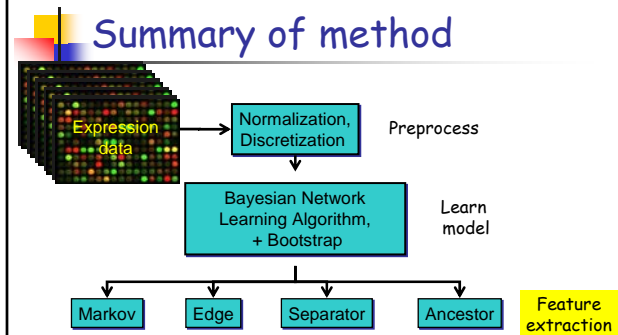 Summary of method
Expression
data
Normalization,
Discretization
Preprocess
Bayesian Network
Learning Algorithm,
+ Bootstrap
Learn
model
Markov
Edge
Separator
Ancestor
Feature
extraction